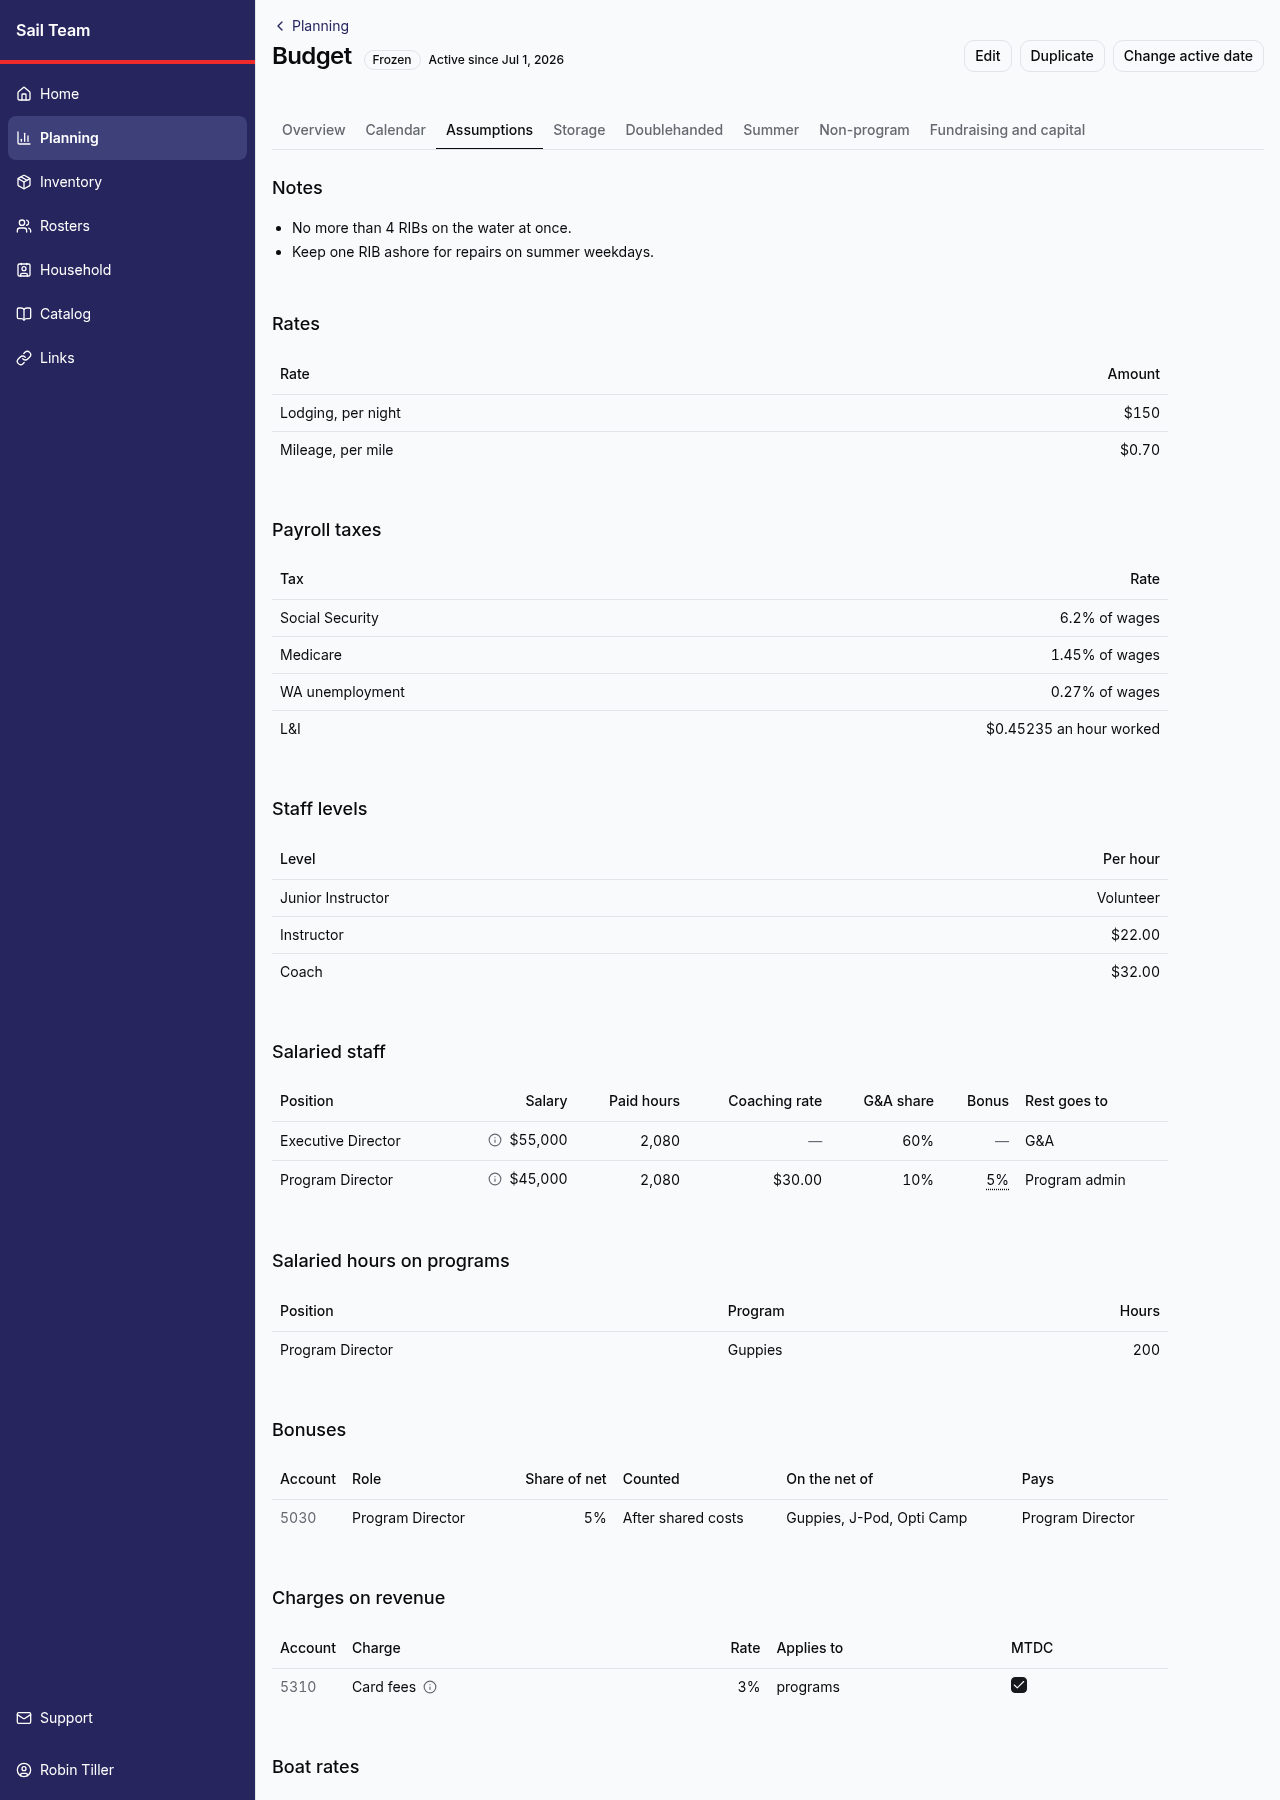 Sail Team
Home
Planning
Inventory
Rosters
Household
Catalog
Links
Support
Robin Tiller
Planning
Budget Frozen Active since Jul 1, 2026
Edit Duplicate Change active date
Overview Calendar Assumptions Storage Doublehanded Summer Non-program Fundraising and capital
Notes
• No more than 4 RIBs on the water at once.
• Keep one RIB ashore for repairs on summer weekdays.
Rates
Rate Amount
Lodging, per night $150
Mileage, per mile $0.70
Payroll taxes
Tax Rate
Social Security 6.2% of wages
Medicare 1.45% of wages
WA unemployment 0.27% of wages
L&I $0.45235 an hour worked
Staff levels
Level Per hour
Junior Instructor Volunteer
Instructor $22.00
Coach $32.00
Salaried staff
Position Salary Paid hours Coaching rate G&A share Bonus Rest goes to
Executive Director $55,000 2,080 — 60% — G&A
Program Director $45,000 2,080 $30.00 10% 5% Program admin
Salaried hours on programs
Position Program Hours
Program Director Guppies 200
Bonuses
Account Role Share of net Counted On the net of Pays
5030 Program Director 5% After shared costs Guppies, J-Pod, Opti Camp Program Director
Charges on revenue
Account Charge Rate Applies to MTDC
5310 Card fees 3% programs
Boat rates